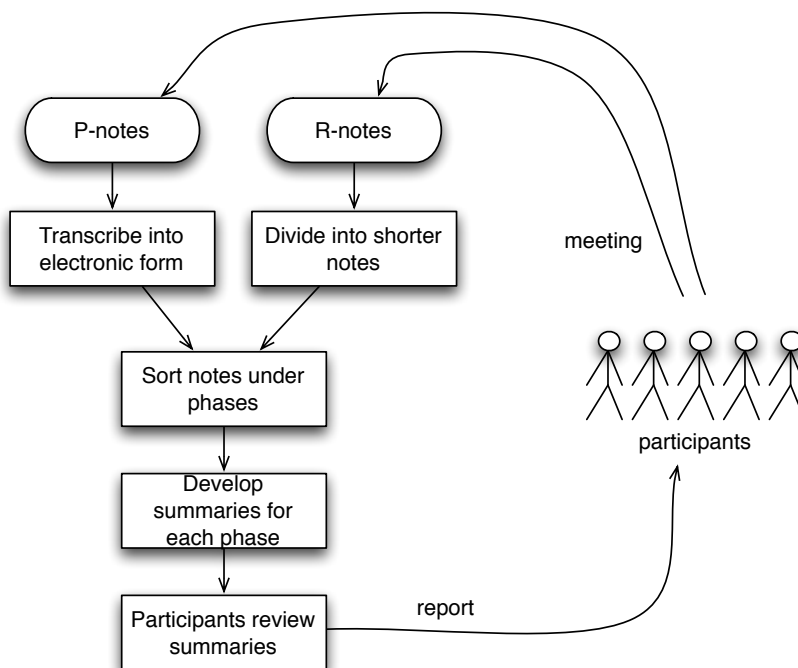 P-notes
R-notes
Transcribe into
electronic form
Divide into shorter
notes
meeting
Sort notes under
phases
participants
Develop
summaries for
each phase
report
Participants review
summaries